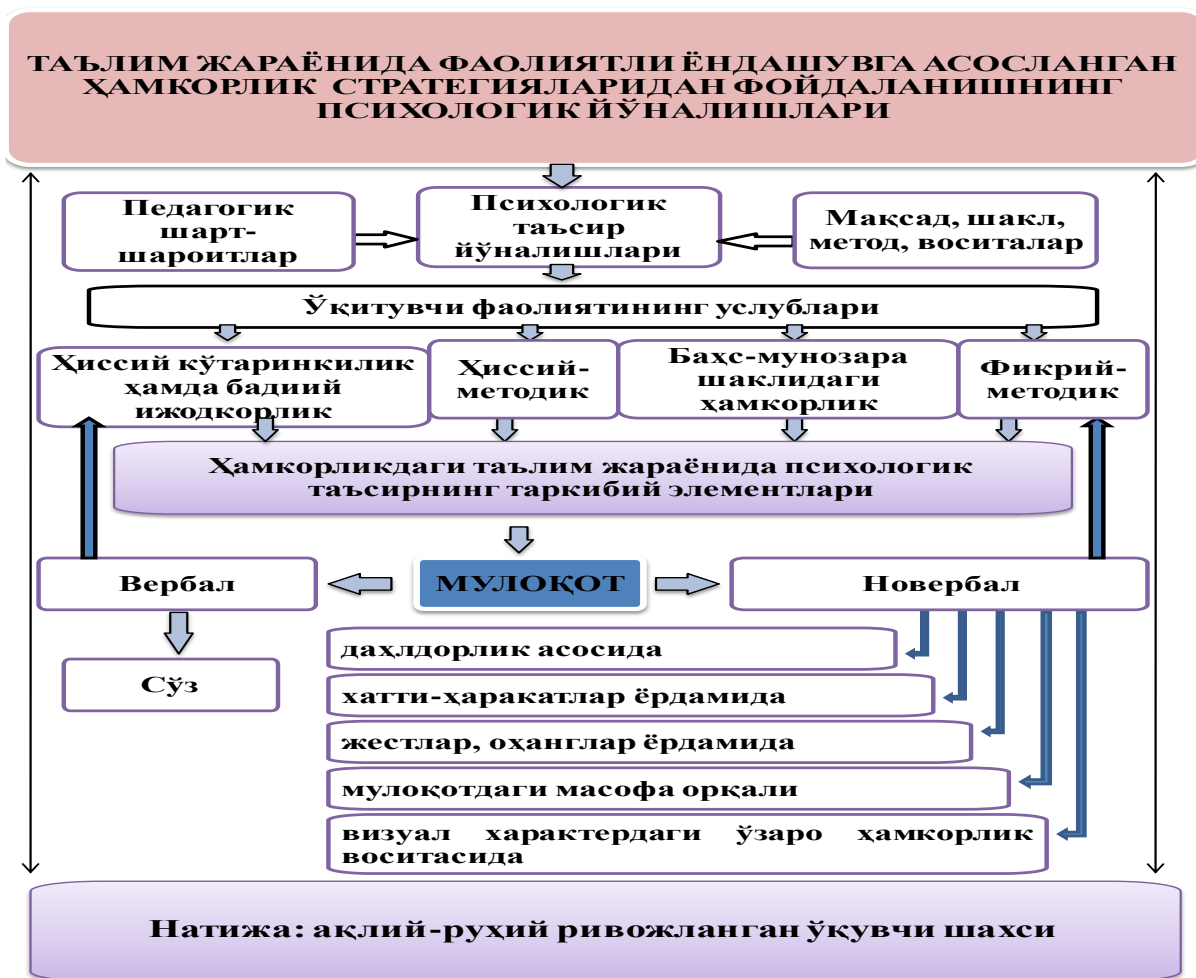 ТАЪЛИМ ЖАРАЁНИДА ФАОЛИЯТЛИ ЁНДАШУВГА АСОСЛАНГАН
ҲАМКОРЛИК СТРАТЕГИЯЛАРИДАН ФОЙДАЛАНИШНИНГ
ПСИХОЛОГИК ЙЎНАЛИШЛАРИ
Педагогик
шарт-
шароитлар
Психологик
таъсир
йўналишлари
Мақсад, шакл,
метод, воситалар
Ўқитувчи фаолиятининг услублари
Ҳиссий кўтаринкилик
ҳамда бадиий
ижодкорлик
Ҳиссий-
методик
Баҳс-мунозара
шаклидаги
ҳамкорлик
Фикрий-
методик
Ҳамкорликдаги таълим жараёнида психологик
таъсирнинг таркибий элементлари
Вербал
МУЛОҚОТ
Новербал
Сўз
даҳлдорлик асосида
хатти-ҳаракатлар ёрдамида
жестлар, оҳанглар ёрдамида
мулоқотдаги масофа орқали
визуал характердаги ўзаро ҳамкорлик
воситасида
Натижа: ақлий-руҳий ривожланган ўқувчи шахси